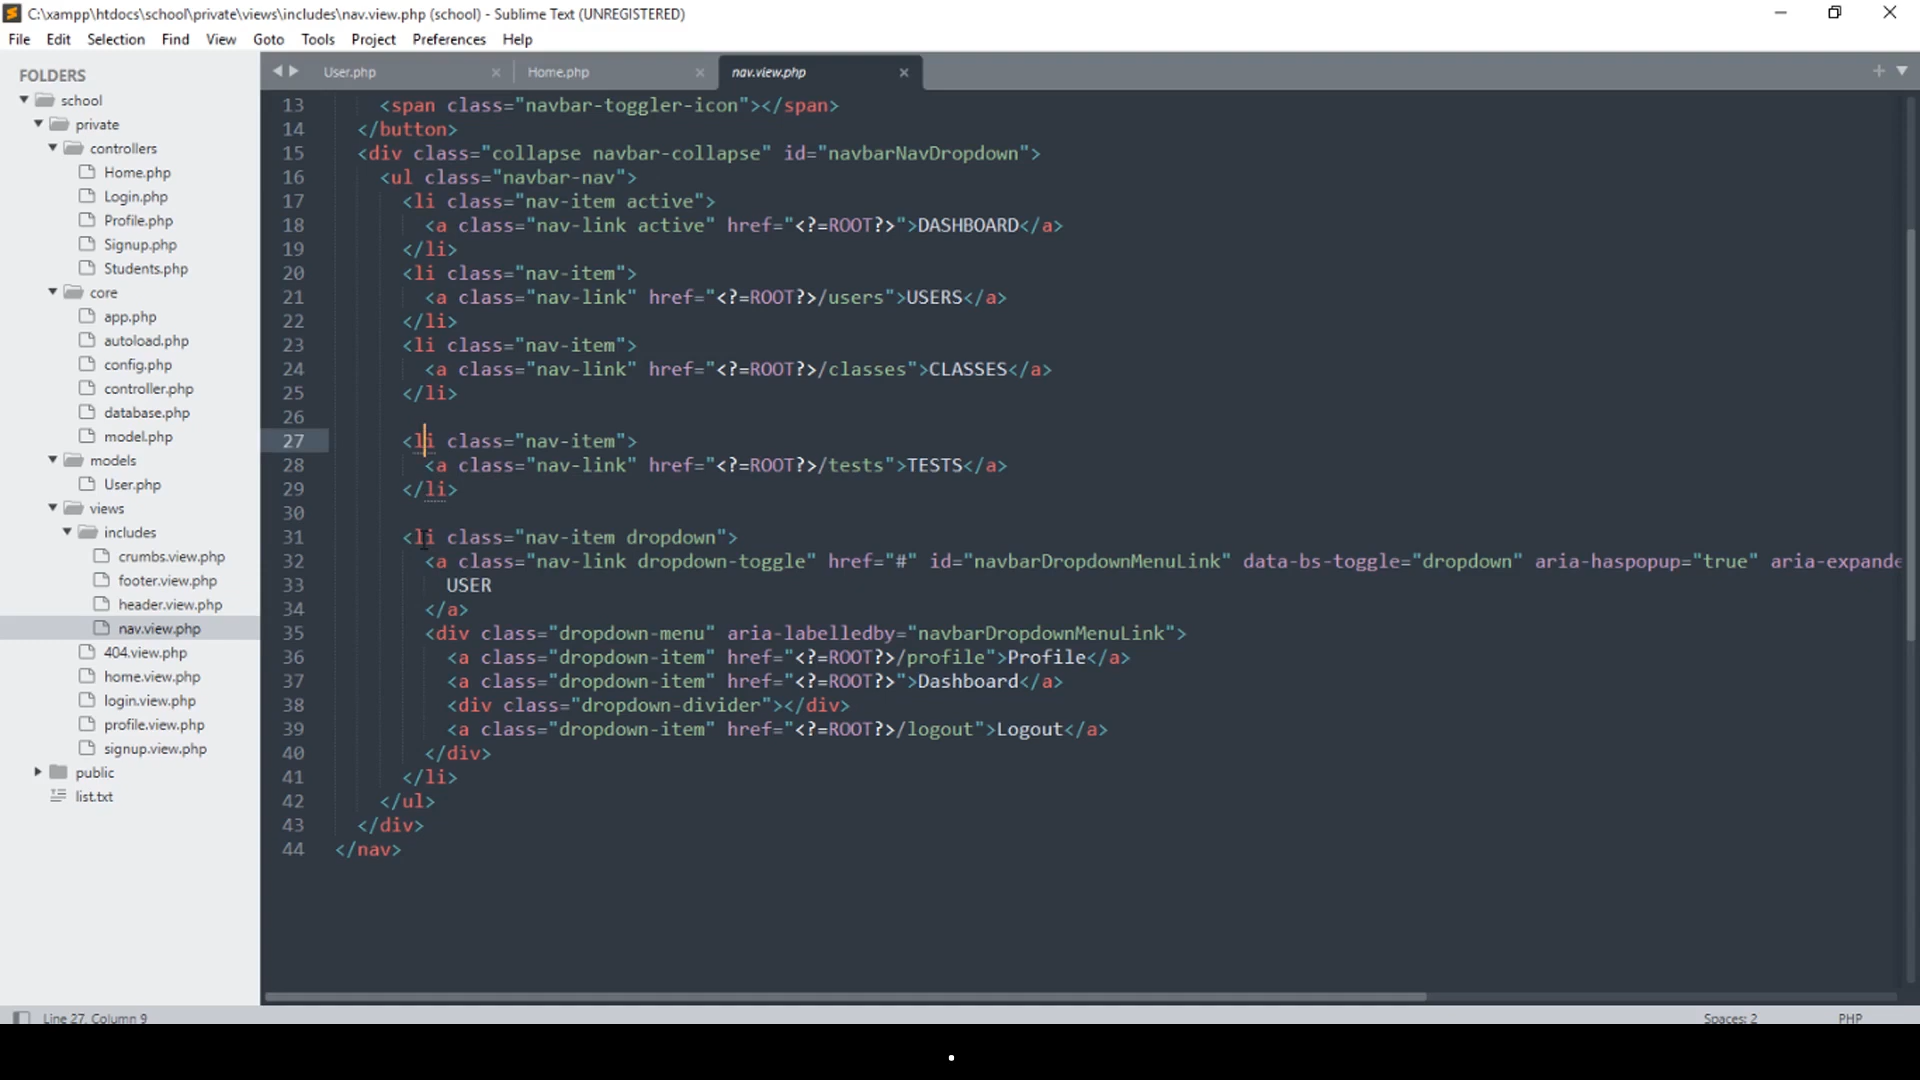 C:\xampp\htdocs\school\private\views\includes\nav.view.php (school) - Sublime Text (UNREGISTERED)
File Edit Selection Find View Goto Tools Project Preferences Help
FOLDERS
school
private
controllers
Home.php
Login.php
Profile.php
Signup.php
Students.php
core
app.php
autoload.php
config.php
controller.php
database.php
model.php
models
User.php
views
includes
crumbs.view.php
footer.view.php
header.view.php
nav.view.php
404.view.php
home.view.php
login.view.php
profile.view.php
signup.view.php
public
list.txt
User.php Home.php nav.view.php
13 <span class="navbar-toggler-icon"></span>
14 </button>
15 <div class="collapse navbar-collapse" id="navbarNavDropdown">
16 <ul class="navbar-nav">
17 <li class="nav-item active">
18 <a class="nav-link active" href="<?=ROOT?>">DASHBOARD</a>
19 </li>
20 <li class="nav-item">
21 <a class="nav-link" href="<?=ROOT?>/users">USERS</a>
22 </li>
23 <li class="nav-item">
24 <a class="nav-link" href="<?=ROOT?>/classes">CLASSES</a>
25 </li>
26
27 <li class="nav-item">
28 <a class="nav-link" href="<?=ROOT?>/tests">TESTS</a>
29 </li>
30
31 <li class="nav-item dropdown">
32 <a class="nav-link dropdown-toggle" href="#" id="navbarDropdownMenuLink" data-bs-toggle="dropdown" aria-haspopup="true" aria-expande
33 USER
34 </a>
35 <div class="dropdown-menu" aria-labelledby="navbarDropdownMenuLink">
36 <a class="dropdown-item" href="<?=ROOT?>/profile">Profile</a>
37 <a class="dropdown-item" href="<?=ROOT?>">Dashboard</a>
38 <div class="dropdown-divider"></div>
39 <a class="dropdown-item" href="<?=ROOT?>/logout">Logout</a>
40 </div>
41 </li>
42 </ul>
43 </div>
44 </nav>
Line 27, Column 9 Spaces: 2 PHP